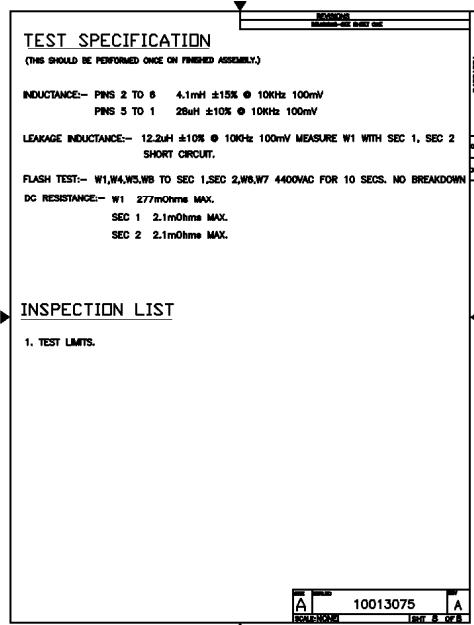 REVISIONS
REVISIONS-SEE SHEET ONE
TEST SPECIFICATION
(THIS SHOULD BE PERFORMED ONCE ON FINISHED ASSEMBLY.)
INDUCTANCE:- PINS 2 TO 6 4.1mH ±15% @ 10KHz 100mV
PINS 5 TO 1 28uH ±10% @ 10KHz 100mV
LEAKAGE INDUCTANCE:- 12.2uH ±10% @ 10KHz 100mV MEASURE W1 WITH SEC 1, SEC 2
SHORT CIRCUIT.
FLASH TEST:- W1,W4,W5,W8 TO SEC 1,SEC 2,W6,W7 4400VAC FOR 10 SECS. NO BREAKDOWN
DC RESISTANCE:- W1 277mOhms MAX.
SEC 1 2.1mOhms MAX.
SEC 2 2.1mOhms MAX.
INSPECTION LIST
1. TEST LIMITS.
A 10013075 A
SCALE:NONE SHT 8 OF 8